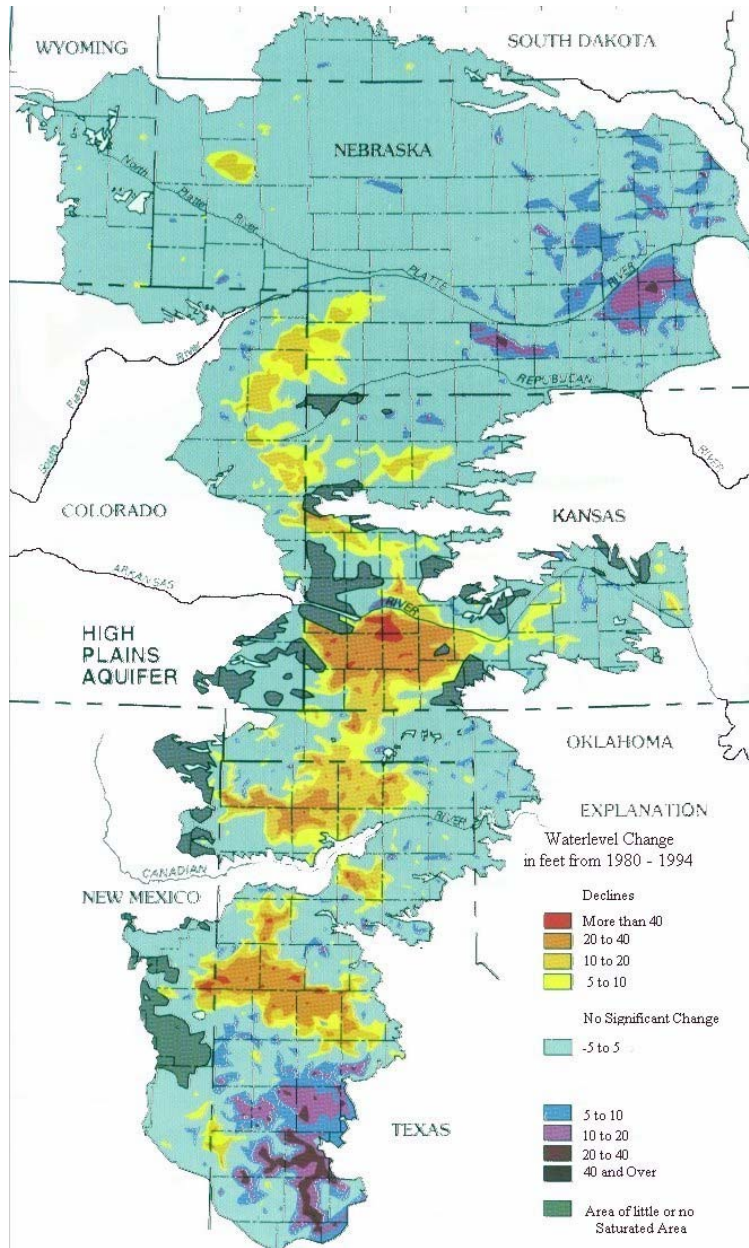 WYOMING
SOUTH DAKOTA
NEBRASKA
North
Platte
River
PLATTE
RIVER
River
South
REPUBLICAN
RIVER
COLORADO
KANSAS
ARKANSAS
RIVER
HIGH
PLAINS
AQUIFER
OKLAHOMA
EXPLANATION
RIVER
Waterlevel Change
in feet from 1980 - 1994
CANADIAN
NEW MEXICO
Declines
More than 40
20 to 40
10 to 20
5 to 10
No Significant Change
-5 to 5
5 to 10
TEXAS
10 to 20
20 to 40
40 and Over
Area of little or no
Saturated Area